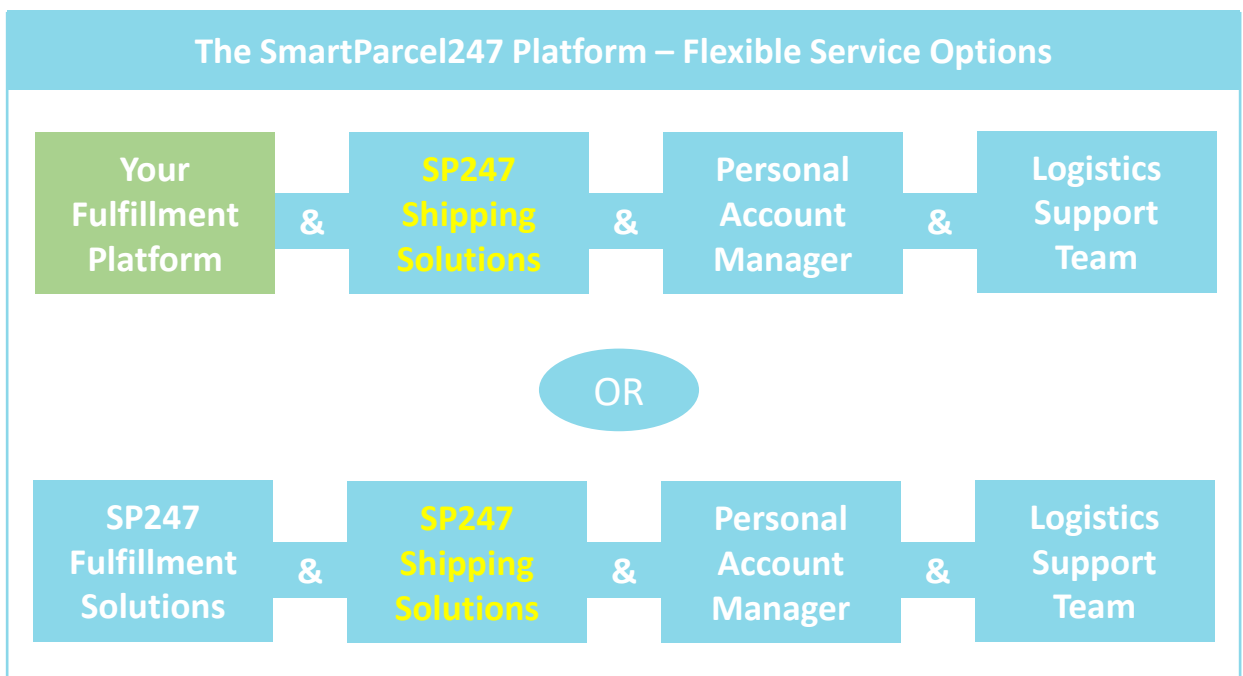 The SmartParcel247 Platform – Flexible Service Options
Your
Fulfillment
Platform
&
SP247
Shipping
Solutions
&
Personal
Account
Manager
&
Logistics
Support
Team
OR
SP247
Fulfillment
Solutions
&
SP247
Shipping
Solutions
&
Personal
Account
Manager
&
Logistics
Support
Team